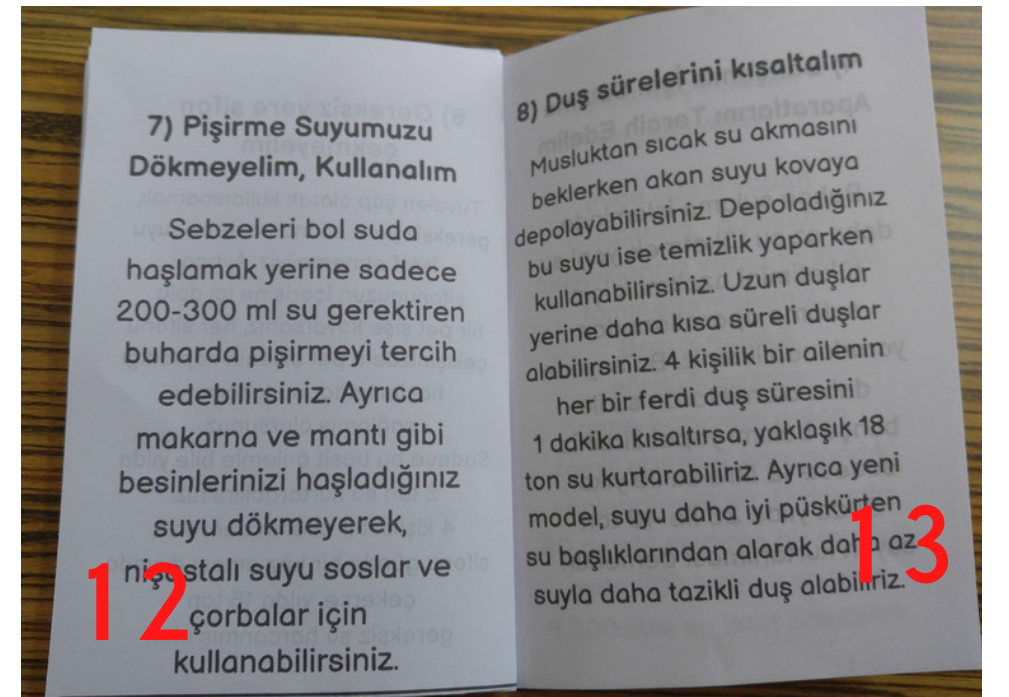 7) Pişirme Suyumuzu
Dökmeyelim, Kullanalım
Sebzeleri bol suda
haşlamak yerine sadece
200-300 ml su gerektiren
buharda pişirmeyi tercih
edebilirsiniz. Ayrıca
makarna ve mantı gibi
besinlerinizi haşladığınız
suyu dökmeyerek,
nişastalı suyu soslar ve
çorbalar için
kullanabilirsiniz.
12
8) Duş sürelerini kısaltalım
Musluktan sıcak su akmasını
beklerken akan suyu kovaya
depolayabilirsiniz. Depoladığınız
bu suyu ise temizlik yaparken
kullanabilirsiniz. Uzun duşlar
yerine daha kısa süreli duşlar
alabilirsiniz. 4 kişilik bir ailenin
her bir ferdi duş süresini
1 dakika kısaltırsa, yaklaşık 18
ton su kurtarabiliriz. Ayrıca yeni
model, suyu daha iyi püskürten
su başlıklarından alarak daha az
suyla daha tazikli duş alabiliriz.
13